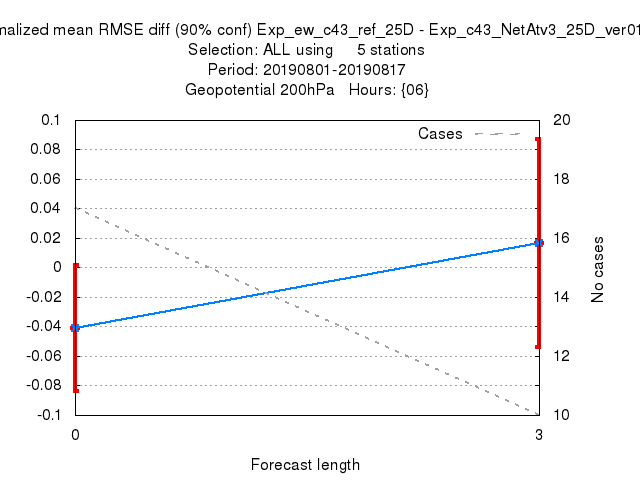 malized mean RMSE diff (90% conf) Exp_ew_c43_ref_25D - Exp_c43_NetAtv3_25D_ver01
Selection: ALL using 5 stations
Period: 20190801-20190817
Geopotential 200hPa Hours: {06}
0.1 20
Cases
0.08
0.06 18
0.04
0.02 16
0
-0.02 14
-0.04
-0.06 12
-0.08
-0.1 10
No cases
0 3
Forecast length